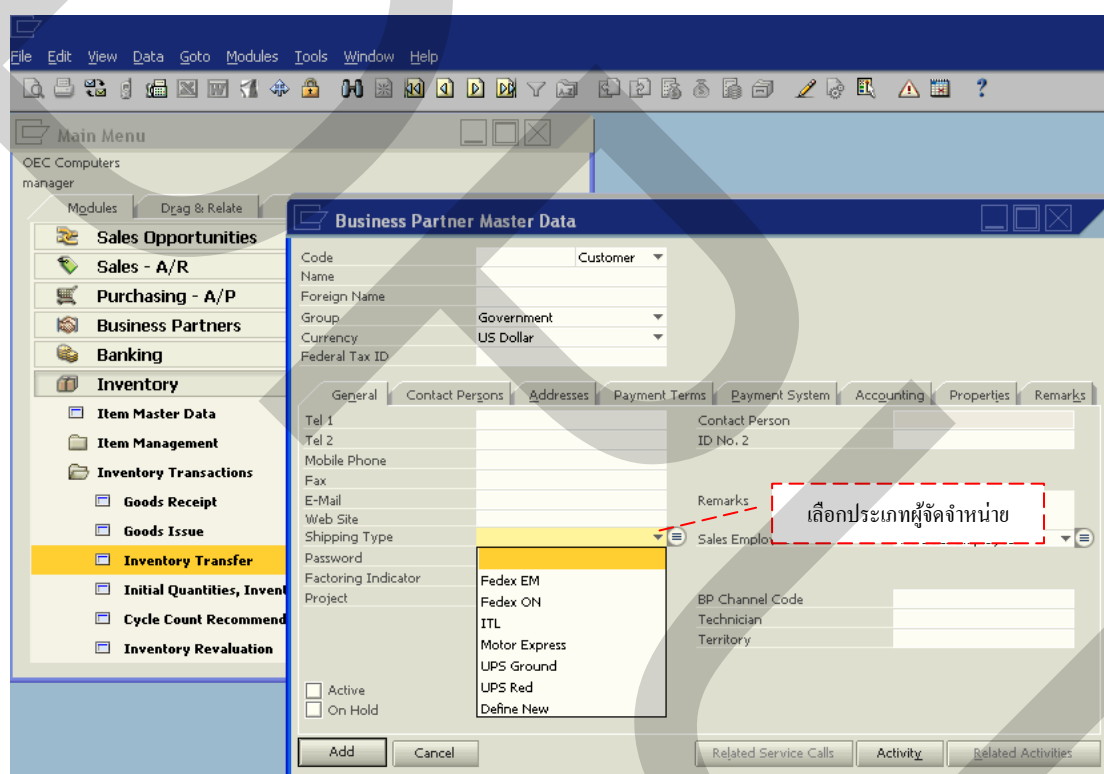 File Edit View Data Goto Modules Tools Window Help
Main Menu
OEC Computers
manager
Modules Drag & Relate
Sales Opportunities
Sales - A/R
Purchasing - A/P
Business Partners
Banking
Inventory
Item Master Data
Item Management
Inventory Transactions
Goods Receipt
Goods Issue
Inventory Transfer
Initial Quantities, Invent
Cycle Count Recommend
Inventory Revaluation
Business Partner Master Data
Code Customer
Name
Foreign Name
Group Government
Currency US Dollar
Federal Tax ID
General Contact Persons Addresses Payment Terms Payment System Accounting Properties Remarks
Tel 1 Contact Person
Tel 2 ID No. 2
Mobile Phone
Fax
E-Mail Remarks
เลือกประเภทผู้จัดจำหน่าย
Web Site
Shipping Type Sales Employ
Password
Factoring Indicator Fedex EM
Project Fedex ON BP Channel Code
ITL Technician
Motor Express Territory
UPS Ground
Active UPS Red
On Hold Define New
Add Cancel Related Service Calls Activity Related Activities